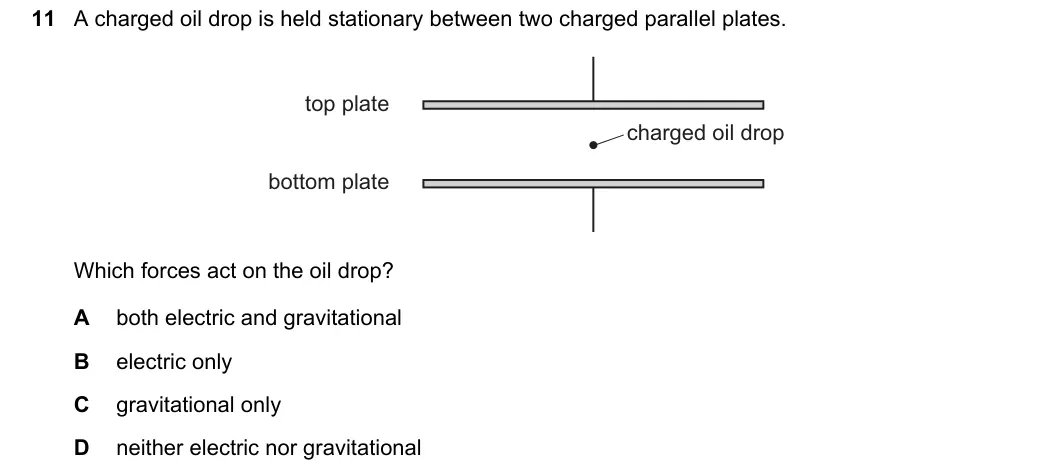 11 A charged oil drop is held stationary between two charged parallel plates.
top plate
charged oil drop
bottom plate
Which forces act on the oil drop?
A both electric and gravitational
B electric only
C gravitational only
D neither electric nor gravitational